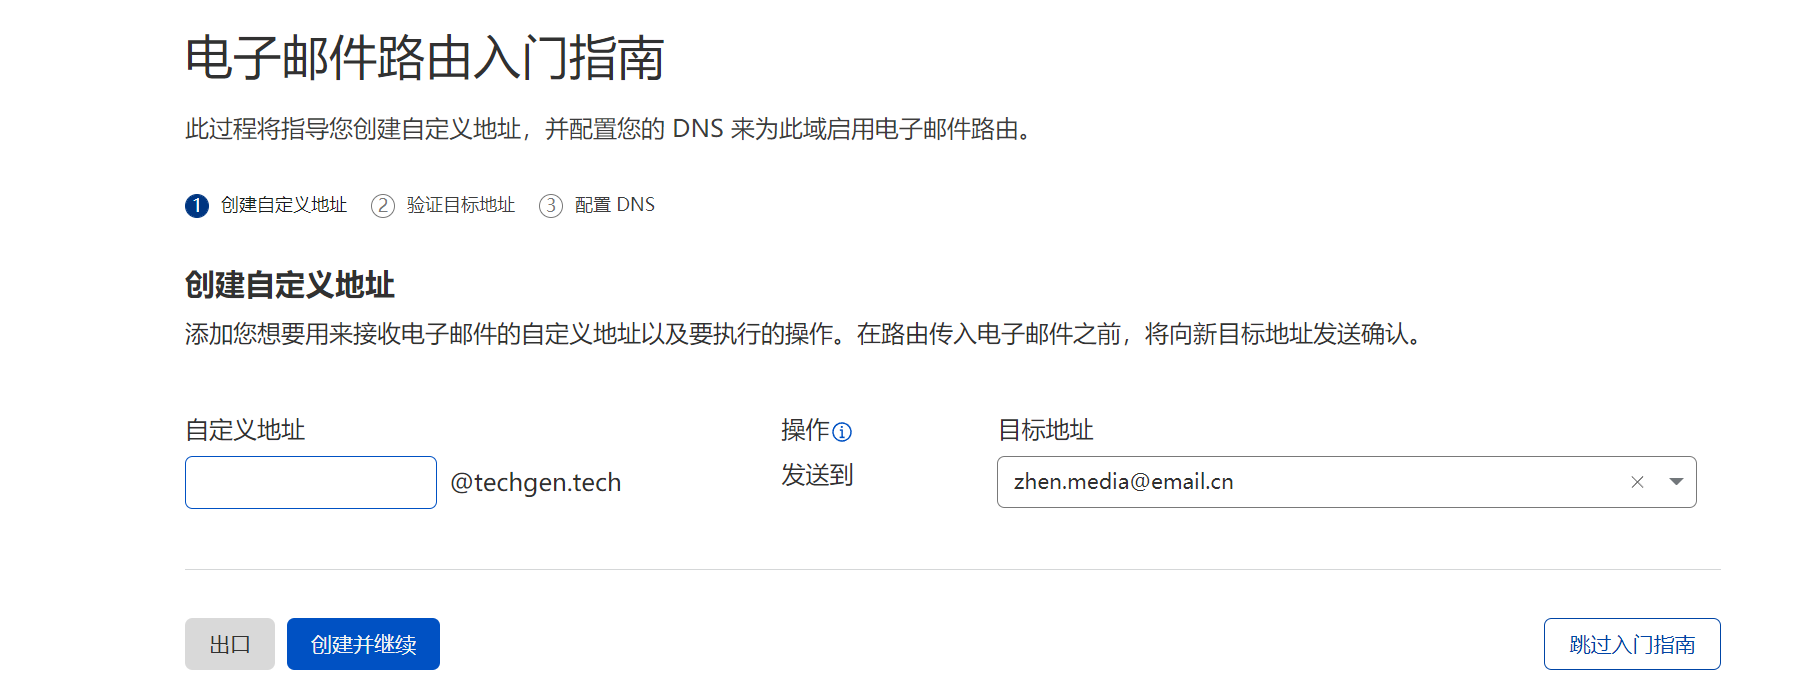 电子邮件路由入门指南
此过程将指导您创建自定义地址，并配置您的 DNS 来为此域启用电子邮件路由。
1 创建自定义地址 2 验证目标地址 3 配置 DNS
创建自定义地址
添加您想要用来接收电子邮件的自定义地址以及要执行的操作。在路由传入电子邮件之前，将向新目标地址发送确认。
自定义地址 操作 目标地址
@techgen.tech 发送到 zhen.media@email.cn
出口 创建并继续 跳过入门指南